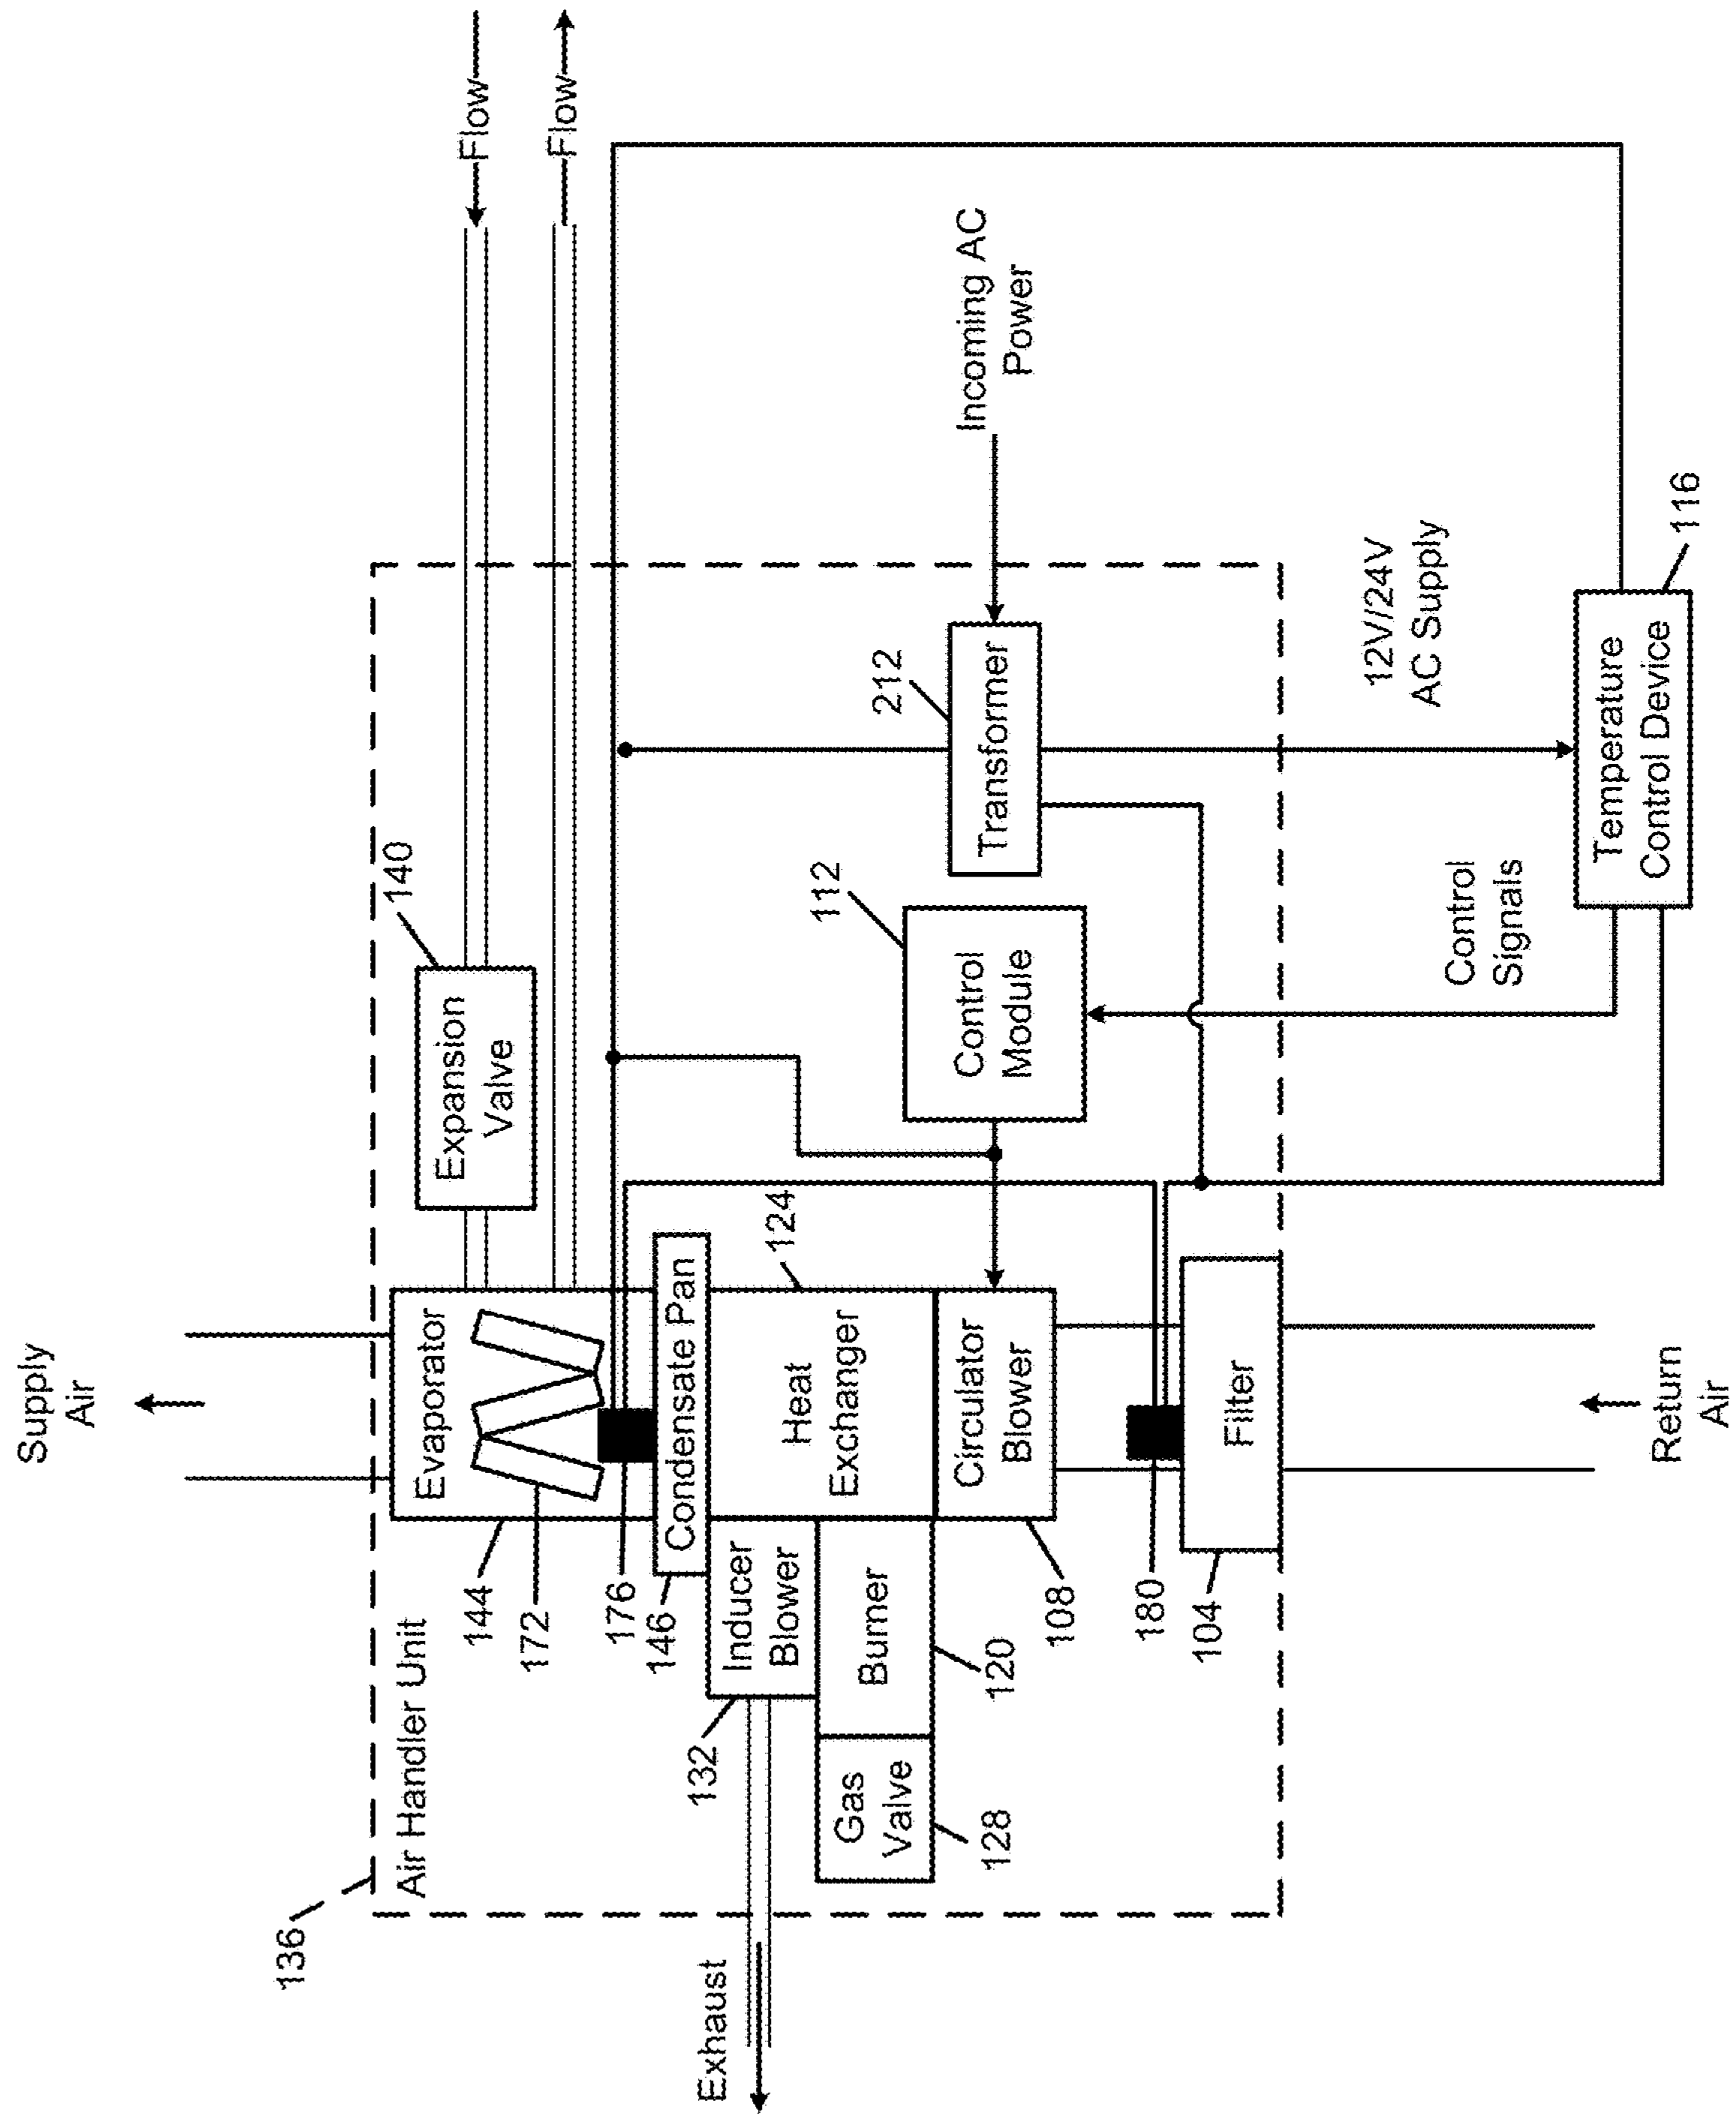 Supply
Air
Flow
Flow
136
Air Handler Unit
Evaporator
144
172
Expansion
Valve
140
176
Condensate Pan
146
Inducer
Blower
132
Exhaust
Heat
Exchanger
124
Burner
120
Gas
Valve
128
Circulator
Blower
108
180
Filter
104
Return
Air
Control
Module
112
Transformer
212
Incoming AC
Power
12V/24V
AC Supply
Control
Signals
Temperature
Control Device
116